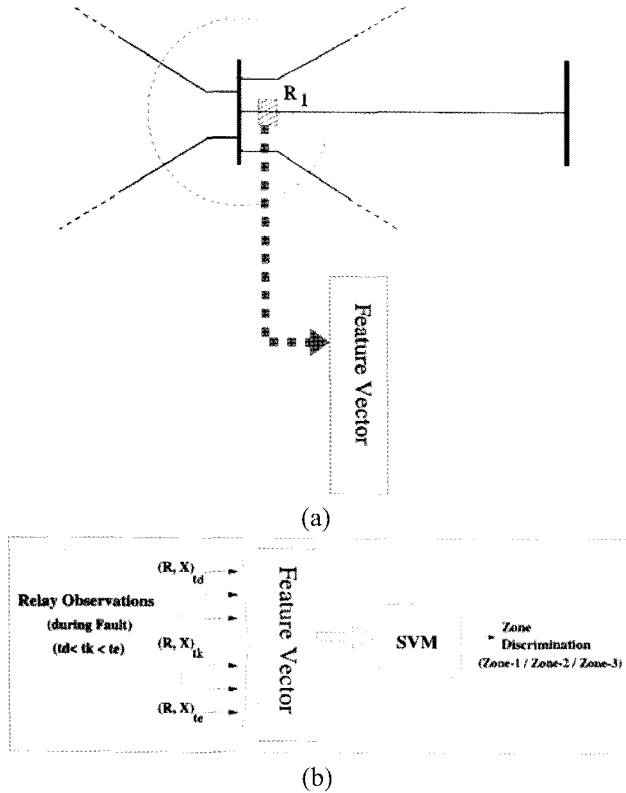 R1
Feature Vector
(a)
(R, X)td
Relay Observations
(during Fault)
(td< tk < te)
(R, X)tk
(R, X)te
Feature Vector
SVM
Zone
Discrimination
(Zone-1 / Zone-2 / Zone-3)
(b)